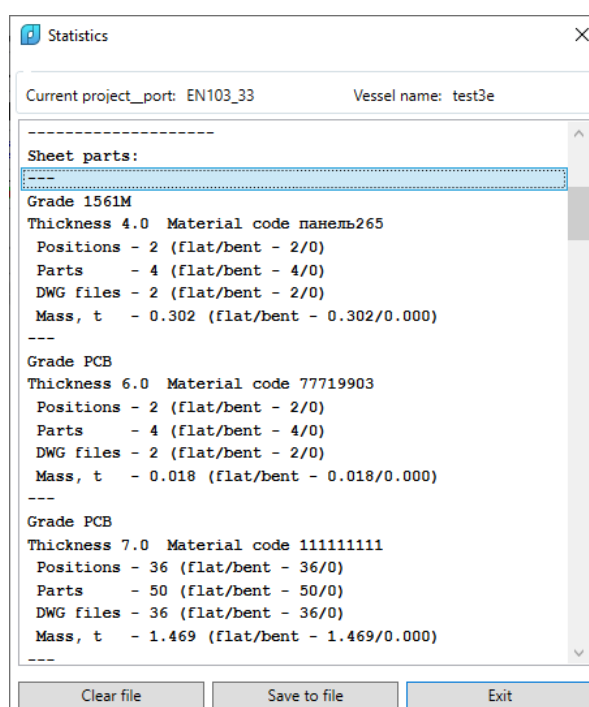 Statistics
Current project__port: EN103_33 Vessel name: test3e
--------------------
Sheet parts:
---
Grade 1561M
Thickness 4.0 Material code панель265
Positions - 2 (flat/bent - 2/0)
Parts - 4 (flat/bent - 4/0)
DWG files - 2 (flat/bent - 2/0)
Mass, t - 0.302 (flat/bent - 0.302/0.000)
---
Grade PCB
Thickness 6.0 Material code 77719903
Positions - 2 (flat/bent - 2/0)
Parts - 4 (flat/bent - 4/0)
DWG files - 2 (flat/bent - 2/0)
Mass, t - 0.018 (flat/bent - 0.018/0.000)
---
Grade PCB
Thickness 7.0 Material code 111111111
Positions - 36 (flat/bent - 36/0)
Parts - 50 (flat/bent - 50/0)
DWG files - 36 (flat/bent - 36/0)
Mass, t - 1.469 (flat/bent - 1.469/0.000)
---
Clear file Save to file Exit